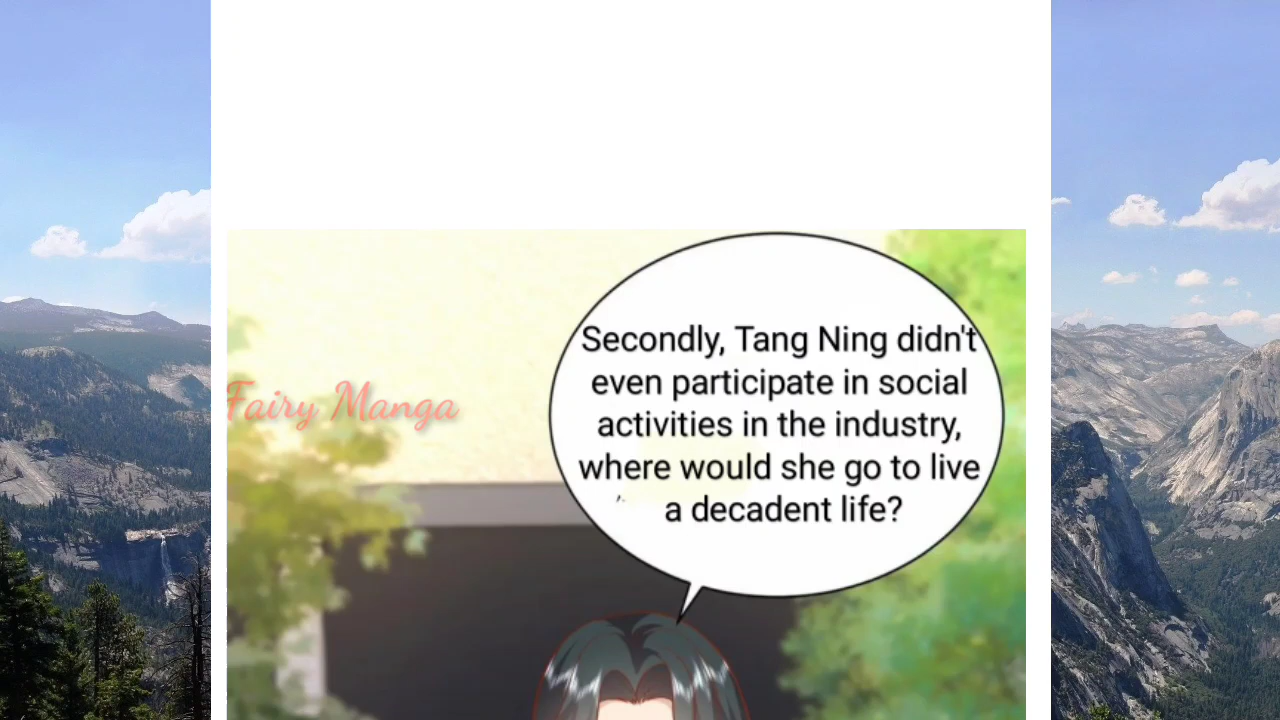 Secondly, Tang Ning didn't
even participate in social
activities in the industry,
where would she go to live
a decadent life?
Fairy Manga